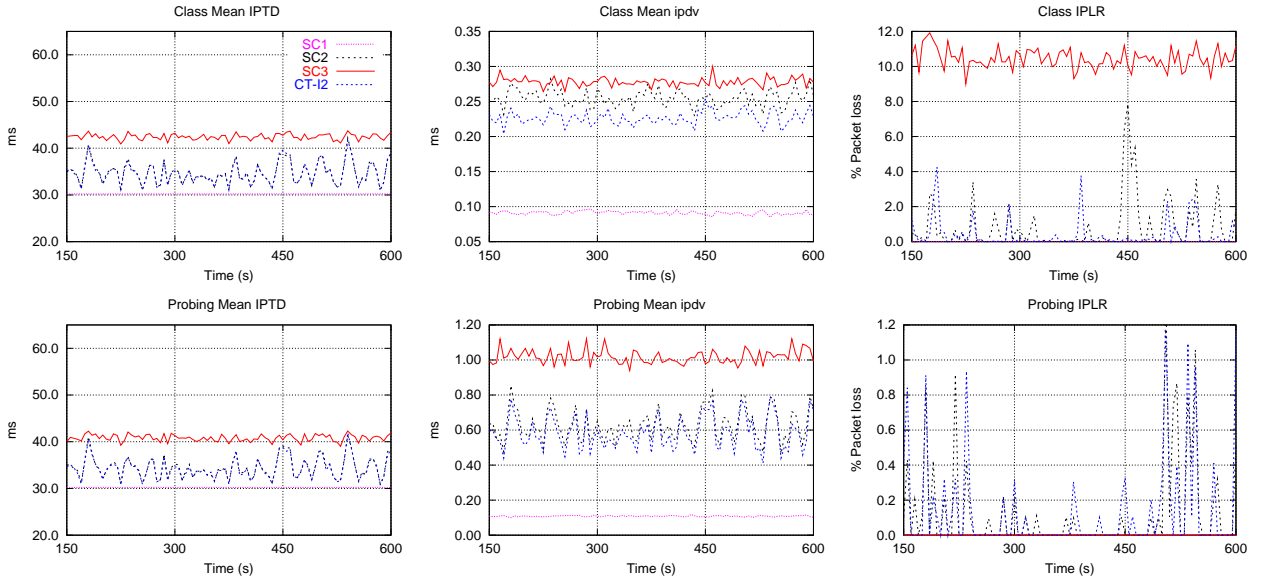 Class Mean IPTD
65.0
60.0
50.0
40.0
30.0
20.0
ms
SC1
SC2
SC3
CT-I2
150
300
450
600
Time (s)
Class Mean ipdv
0.35
0.30
0.25
0.20
0.15
0.10
0.05
ms
150
300
450
600
Time (s)
Class IPLR
12.0
10.0
8.0
6.0
4.0
2.0
0.0
% Packet loss
150
300
450
600
Time (s)
Probing Mean IPTD
60.0
50.0
40.0
30.0
20.0
ms
150
300
450
600
Time (s)
Probing Mean ipdv
1.20
1.00
0.80
0.60
0.40
0.20
0.00
ms
150
300
450
600
Time (s)
Probing IPLR
1.2
1.0
0.8
0.6
0.4
0.2
0.0
% Packet loss
150
300
450
600
Time (s)